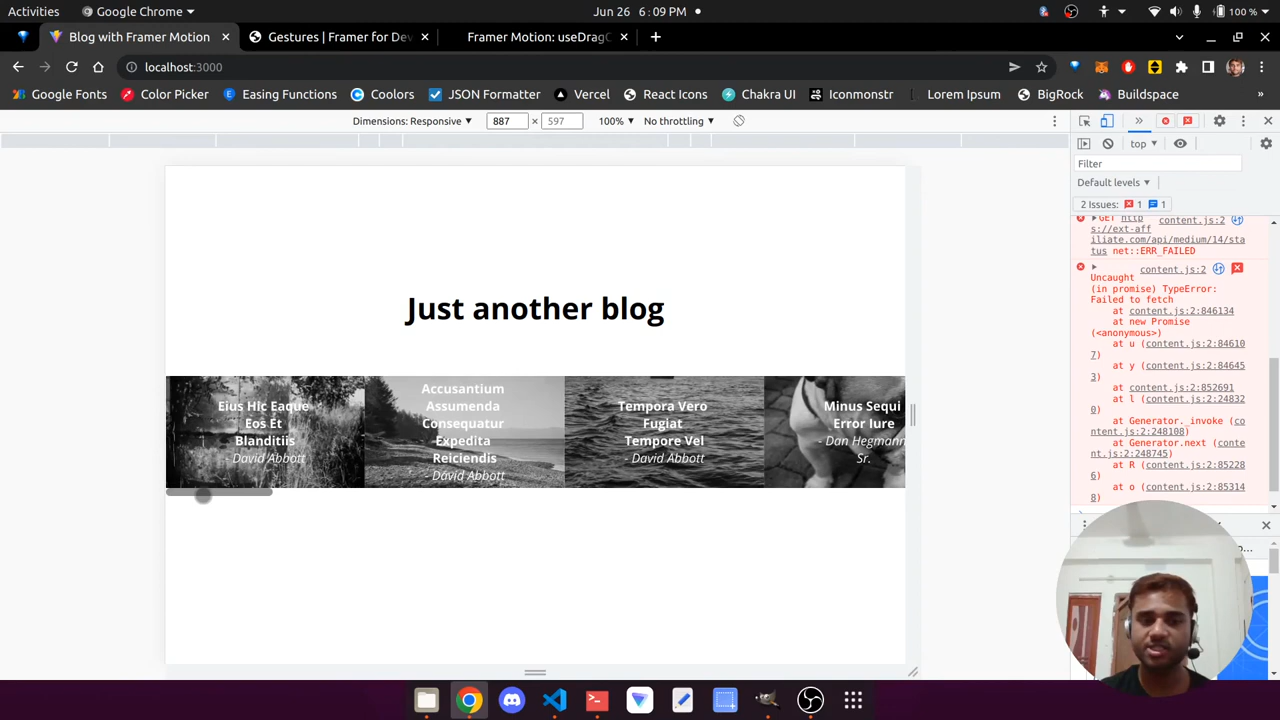 Activities
Google Chrome
Jun 26 6:09 PM
100 %
Blog with Framer Motion
Gestures | Framer for Dev
Framer Motion: useDragC
localhost:3000
Google Fonts
Color Picker
Easing Functions
Coolors
JSON Formatter
Vercel
React Icons
Chakra UI
Iconmonstr
Lorem Ipsum
BigRock
Buildspace
»
Dimensions: Responsive
887
×
597
100%
No throttling
»
top
Filter
Default levels
2 Issues:
1
1
GET http
s://ext-aff
iliate.com/api/medium/14/sta
tus net::ERR_FAILED
content.js:2
content.js:2
Uncaught
(in promise) TypeError:
Failed to fetch
at content.js:2:846134
at new Promise
(<anonymous>)
at u (content.js:2:84610
7)
at y (content.js:2:84645
3)
at content.js:2:852691
at l (content.js:2:24832
0)
at Generator._invoke (co
ntent.js:2:248108)
at Generator.next (conte
nt.js:2:248745)
at R (content.js:2:85228
6)
at o (content.js:2:85314
8)
Just another blog
Eius Hic Eaque
Eos Et
Blanditiis
- David Abbott
Accusantium
Assumenda
Consequatur
Expedita
Reiciendis
- David Abbott
Tempora Vero
Fugiat
Tempore Vel
- David Abbott
Minus Sequi
Error Iure
- Dan Hegmann
Sr.